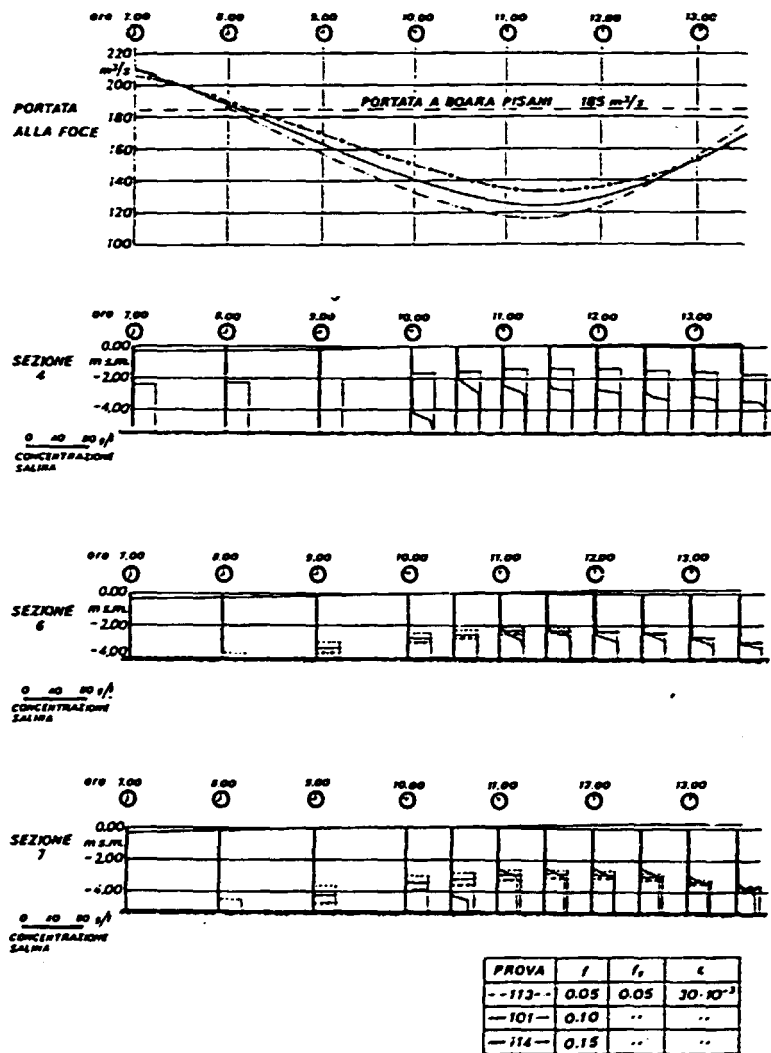 ore 7.00 8.00 9.00 10.00 11.00 12.00 13.00
220
m³/s
200
PORTATA A BOARA PISANI 185 m³/s
PORTATA
ALLA FOCE
180
160
140
120
100
ore 7.00 8.00 9.00 10.00 11.00 12.00 13.00
0.00
SEZIONE
4
m s.m.
-2.00
-4.00
0 40 80 g/l
CONCENTRAZIONE
SALINA
ore 7.00 8.00 9.00 10.00 11.00 12.00 13.00
0.00
SEZIONE
6
m s.m.
-2.00
-4.00
0 40 80 g/l
CONCENTRAZIONE
SALINA
ore 7.00 8.00 9.00 10.00 11.00 12.00 13.00
0.00
SEZIONE
7
m s.m.
-2.00
-4.00
0 40 80 g/l
CONCENTRAZIONE
SALINA
PROVA f
113 0.05 0.05 30·10⁻³
101 0.10 " "
114 0.15 " "